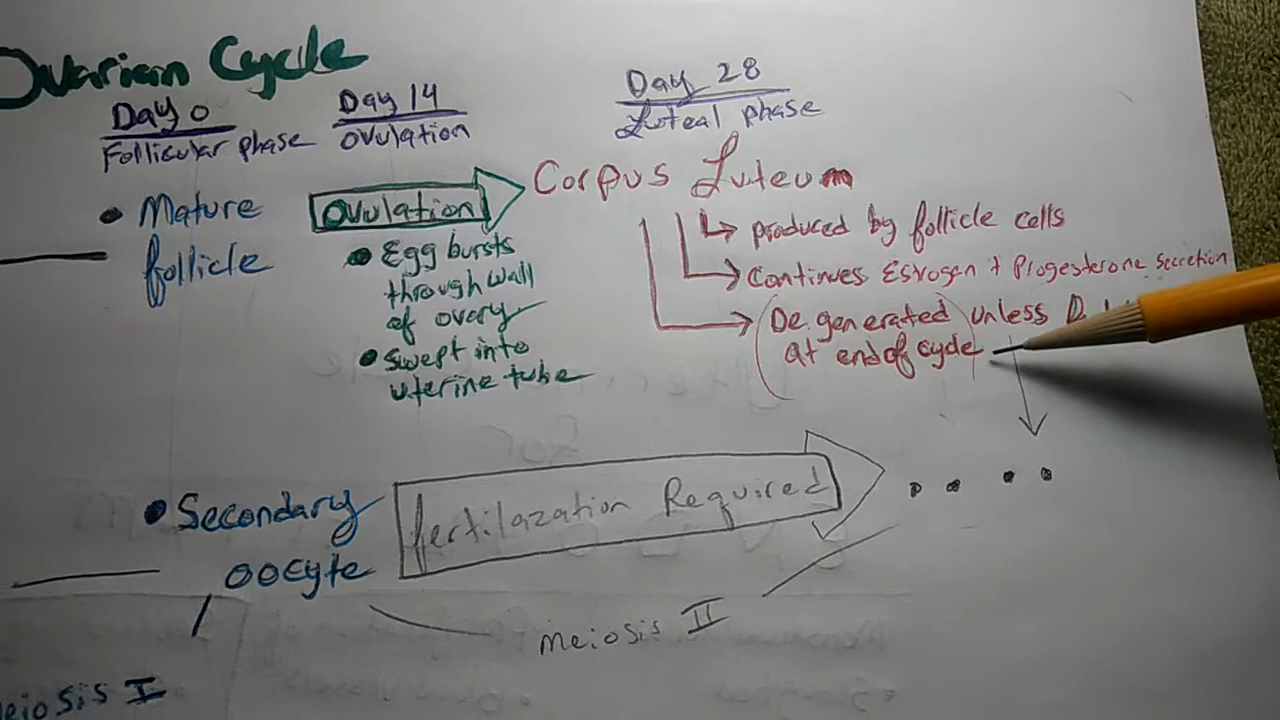 Ovarian Cycle
Day 0
Follicular phase
Day 14
Ovulation
Day 28
Luteal phase
Mature
follicle
Ovulation
Egg bursts
through wall
of ovary
Swept into
uterine tube
Corpus Luteum
produced by follicle cells
Continues Estrogen + Progesterone Secretion
De.generated unless
at end of cycle
Secondary
oocyte
fertilazation Required
meiosis II
meiosis I